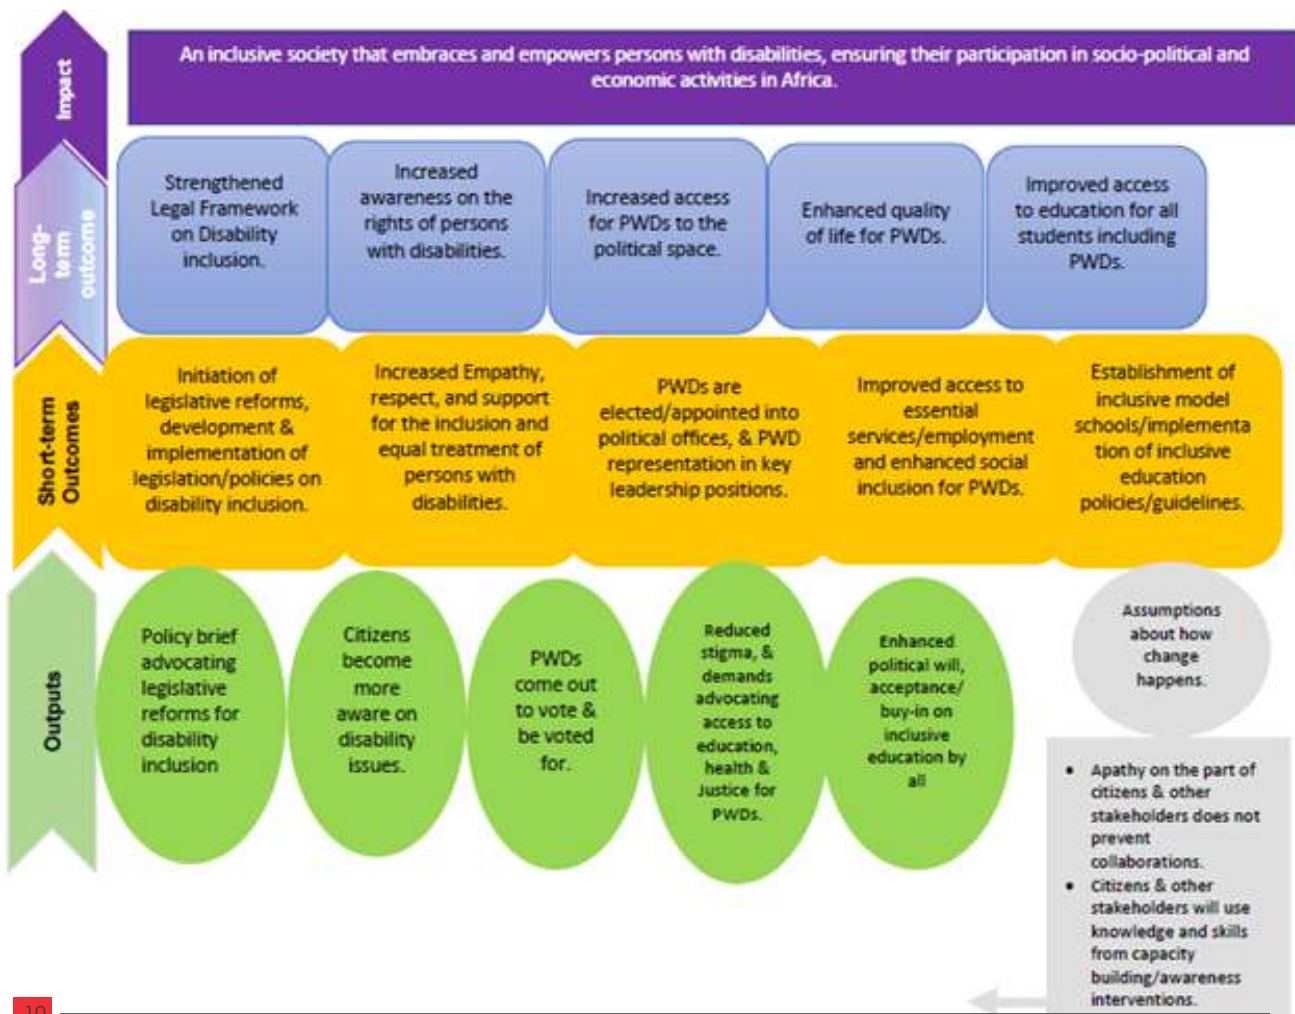 Impact
An inclusive society that embraces and empowers persons with disabilities, ensuring their participation in socio-political and
economic activities in Africa.
Long-
term
outcome
Strengthened
Legal Framework
on Disability
inclusion.
Increased
awareness on the
rights of persons
with disabilities.
Increased access
for PWDs to the
political space.
Enhanced quality
of life for PWDs.
Improved access
to education for all
students including
PWDs.
Short-term
Outcomes
Initiation of
legislative reforms,
development &
implementation of
legislation/policies on
disability inclusion.
Increased Empathy,
respect, and support
for the inclusion and
equal treatment of
persons with
disabilities.
PWDs are
elected/appointed into
political offices, & PWD
representation in key
leadership positions.
Improved access to
essential
services/employment
and enhanced social
inclusion for PWDs.
Establishment of
inclusive model
schools/implementa
tion of inclusive
education
policies/guidelines.
Outputs
Policy brief
advocating
legislative
reforms for
disability
inclusion
Citizens
become
more
aware on
disability
issues.
PWDs
come out
to vote &
be voted
for.
Reduced
stigma, &
demands
advocating
access to
education,
health &
Justice for
PWDs.
Enhanced
political will,
acceptance/
buy-in on
inclusive
education by
all
Assumptions
about how
change
happens.
• Apathy on the part of
citizens & other
stakeholders does not
prevent
collaborations.
• Citizens & other
stakeholders will use
knowledge and skills
from capacity
building/awareness
interventions.